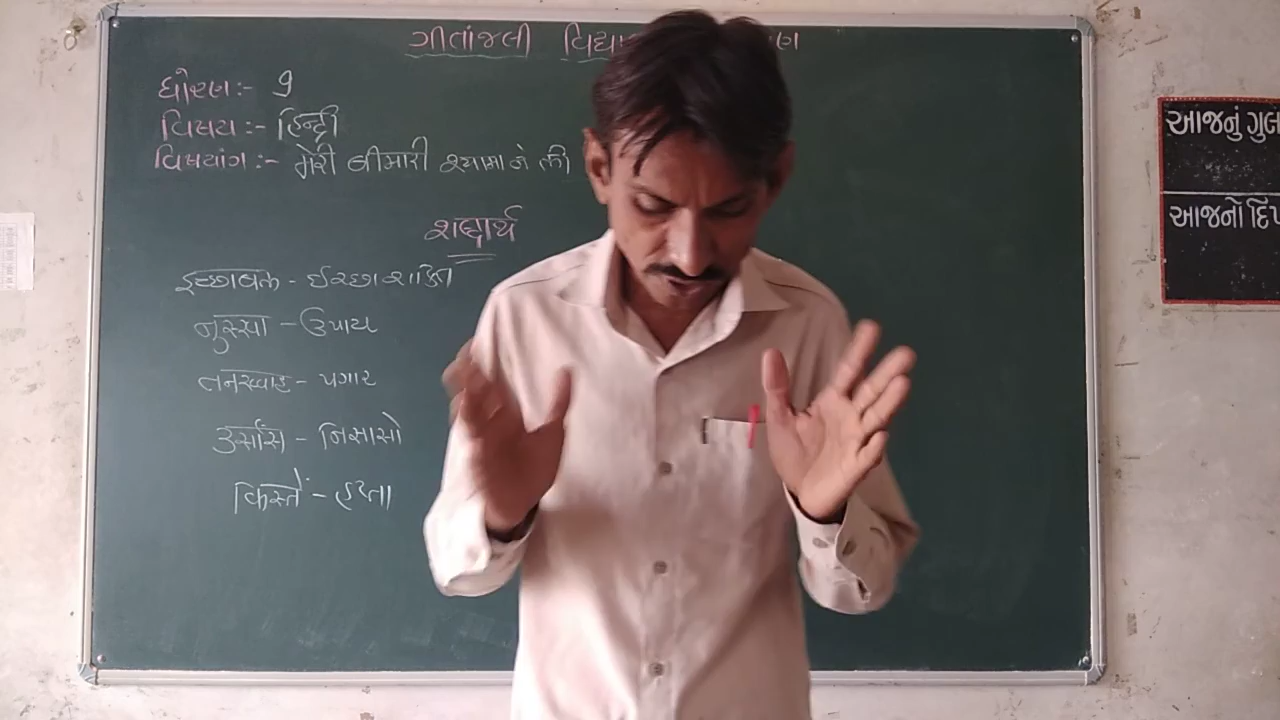 ગીતાંજલી
ધોરણ:- 9
વિષય:- હિન્દી
વિષયાંગ:- मेरी बीमारी श्यामा ने ली
शब्दार्थ
इच्छाबल - ઈચ્છાશક્તિ
नुस्खा - ઉપાય
तनख्वाह - પગાર
उसाँस - નિસાસો
किस्तें - હપ્તા
આજનું ગુલ
આજનો દિ